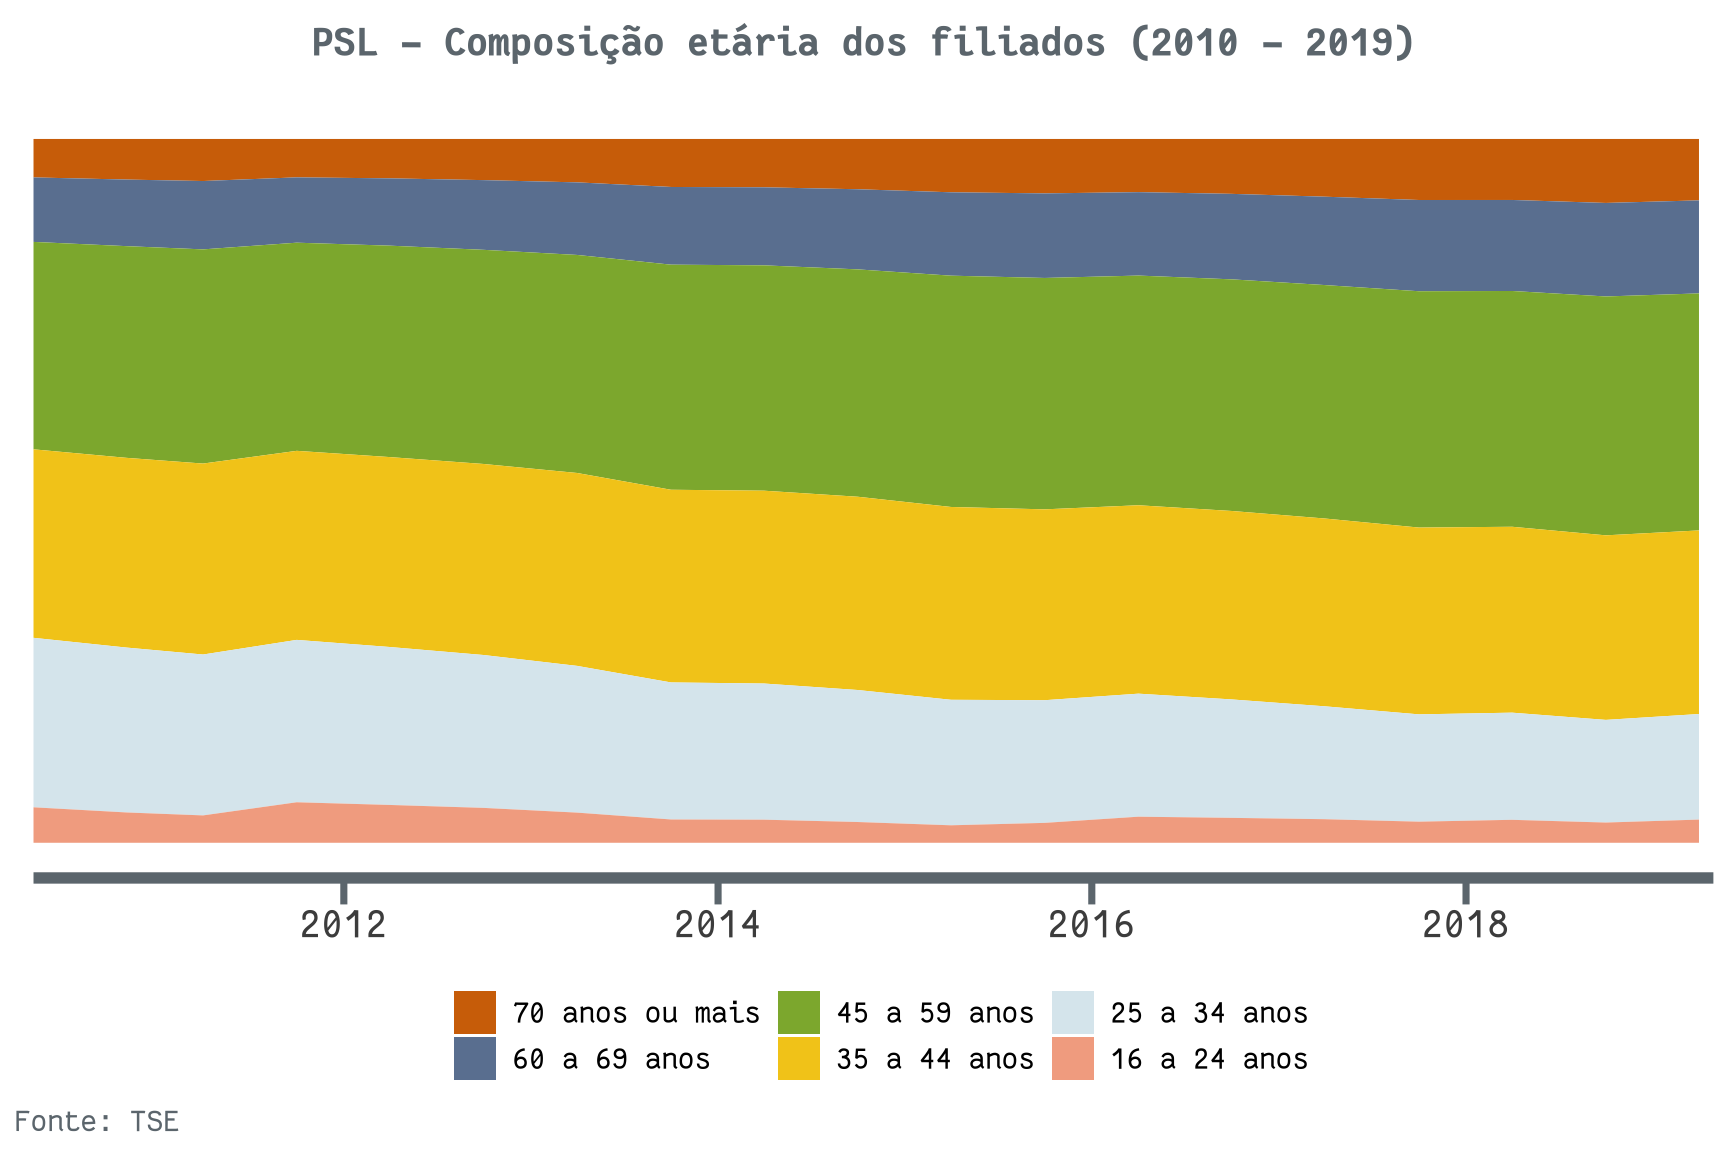 PSL – Composição etária dos filiados (2010 – 2019)
2012 2014 2016 2018
70 anos ou mais 45 a 59 anos 25 a 34 anos
60 a 69 anos 35 a 44 anos 16 a 24 anos
Fonte: TSE